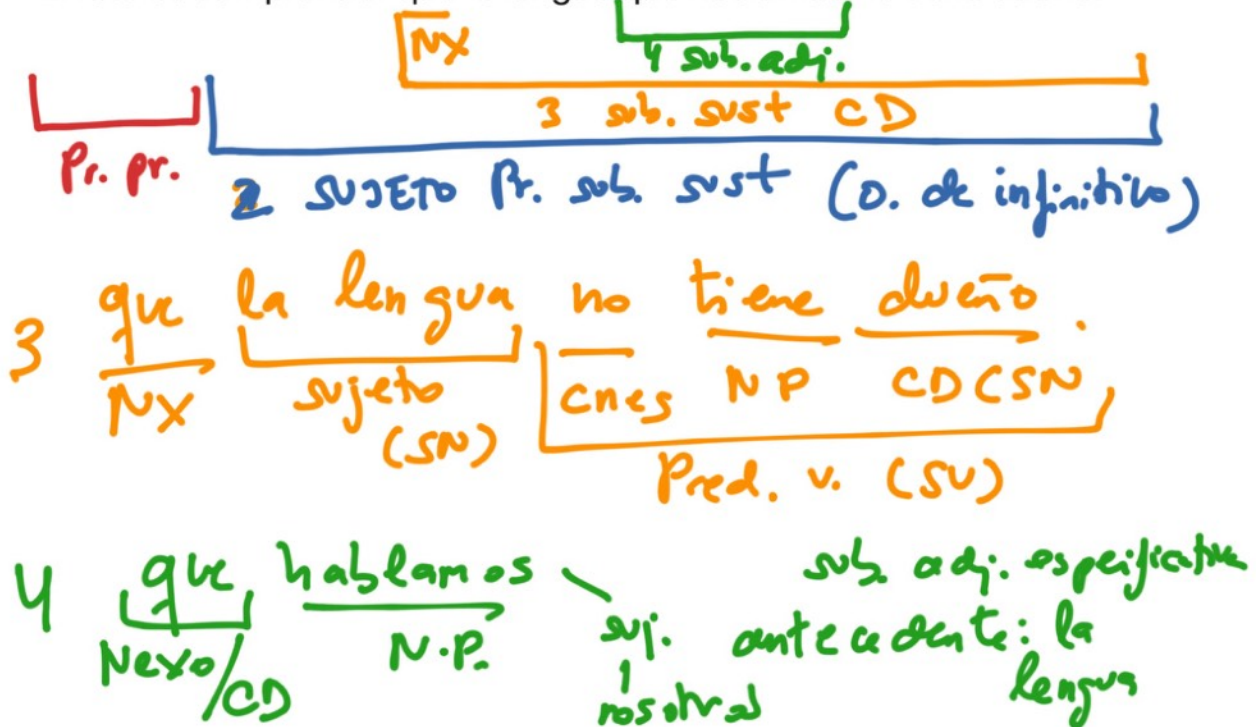 NX
4 sub. adj.
3 sub. sust CD
Pr. pr.
2 SUJETO Pr. sub. sust (O. de infinitivo)
3 que la lengua no tiene dueño.
NX sujeto (SN) cnes NP CD (SN
Pred. v. (SV)
4 que hablamos sub. adj. espeificativa
Nexo/CD N.P. suj. nosotros antecedente: la lengua